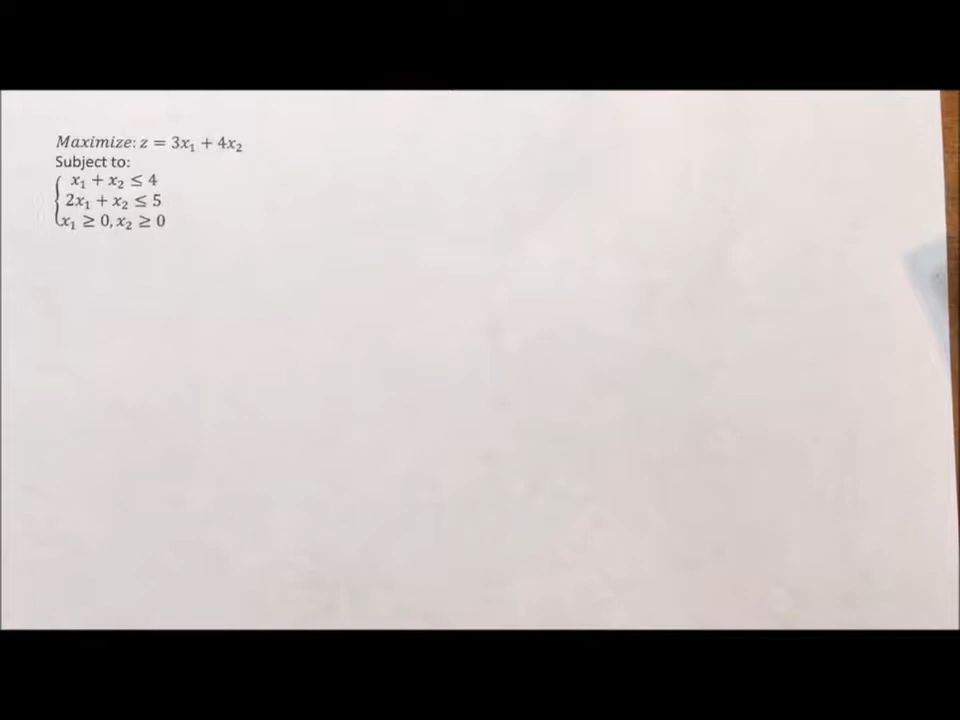 Maximize: z = 3x₁ + 4x₂
Subject to:
x₁ + x₂ ≤ 4
2x₁ + x₂ ≤ 5
x₁ ≥ 0, x₂ ≥ 0